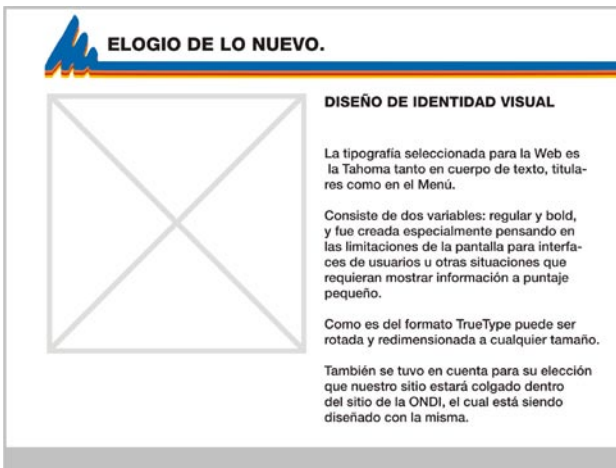 ELOGIO DE LO NUEVO.
DISEÑO DE IDENTIDAD VISUAL
La tipografía seleccionada para la Web es
la Tahoma tanto en cuerpo de texto, titula-
res como en el Menú.
Consiste de dos variables: regular y bold,
y fue creada especialmente pensando en
las limitaciones de la pantalla para interfa-
ces de usuarios u otras situaciones que
requieran mostrar información a puntaje
pequeño.
Como es del formato TrueType puede ser
rotada y redimensionada a cualquier tamaño.
También se tuvo en cuenta para su elección
que nuestro sitio estará colgado dentro
del sitio de la ONDI, el cual está siendo
diseñado con la misma.